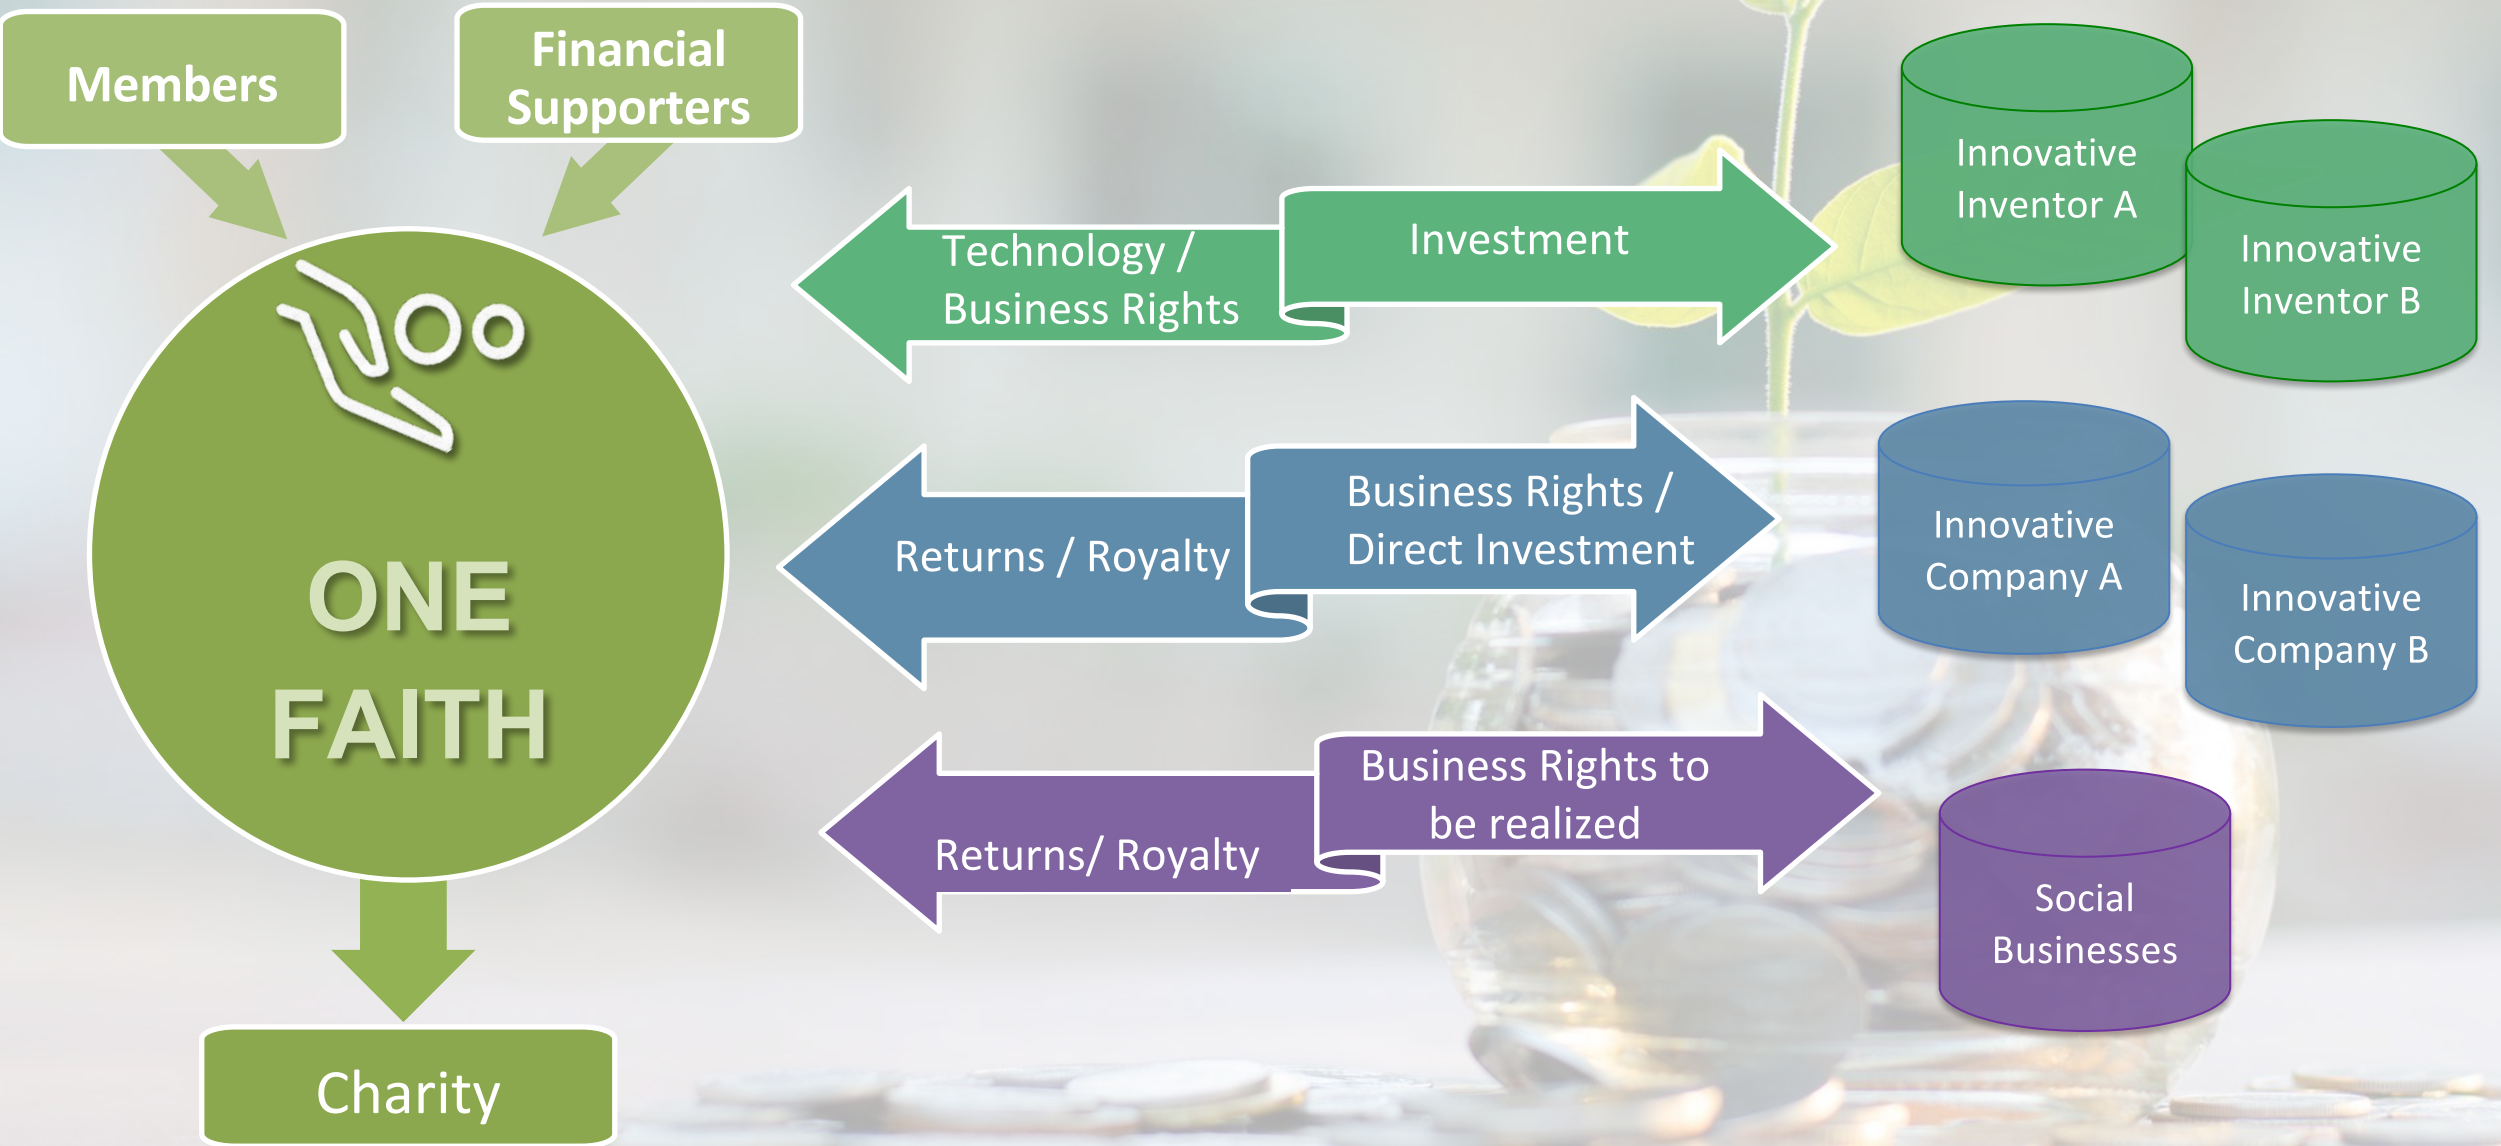 Members
Financial
Supporters
ONE
FAITH
Charity
Technology /
Business Rights
Investment
Returns / Royalty
Business Rights /
Direct Investment
Returns/ Royalty
Business Rights to
be realized
Innovative
Inventor A
Innovative
Inventor B
Innovative
Company A
Innovative
Company B
Social
Businesses